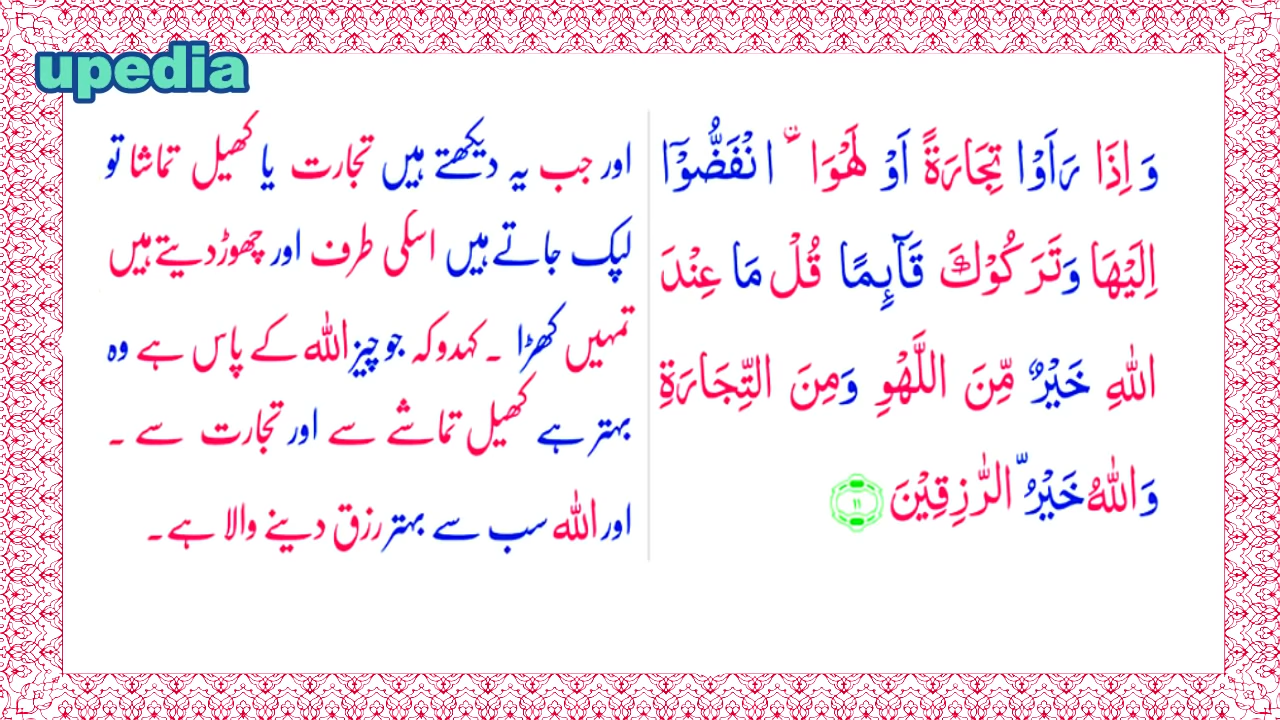 upedia
وَ اِذَا رَاَوْا تِجَارَةً اَوْ لَهْوَا ۨ انْفَضُّوْۤا
اِلَيْهَا وَتَرَكُوْكَ قَآئِمًا قُلْ مَا عِنْدَ
اللّٰهِ خَيْرٌ مِّنَ اللَّهْوِ وَمِنَ التِّجَارَةِ
وَاللّٰهُ خَيْرُ الرّٰزِقِيْنَ ۱۱
اور جب یہ دیکھتے ہیں تجارت یا کھیل تماشا تو
لپک جاتے ہیں اسکی طرف اور چھوڑ دیتے ہیں
تمہیں کھڑا ۔ کہدو کہ جو چیز اللہ کے پاس ہے وہ
بہتر ہے کھیل تماشے سے اور تجارت سے ۔
اور اللہ سب سے بہتر رزق دینے والا ہے ۔